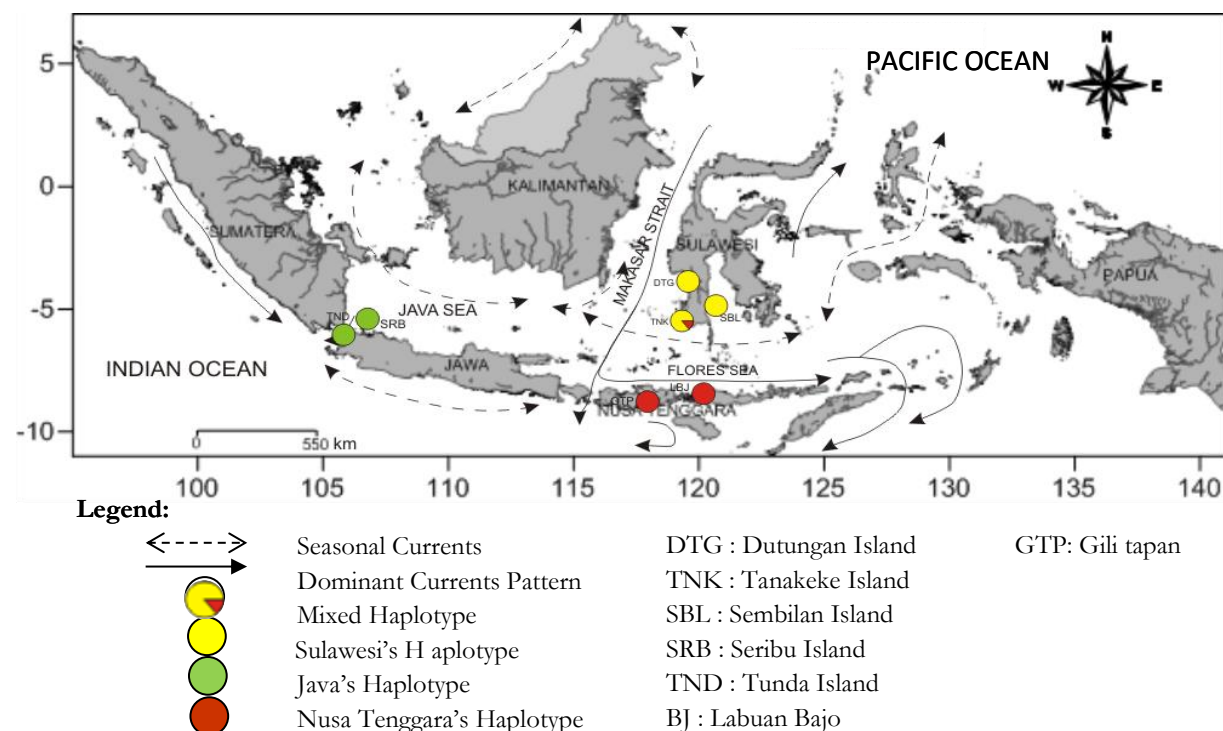 PACIFIC OCEAN
N
W E
S
5
0
-5
-10
KALIMANTAN
SUMATERA
MAKASAR STRAIT
SULAWESI
PAPUA
DTG
SBL
TNK
TND
SRB
JAVA SEA
INDIAN OCEAN
JAWA
FLORES SEA
LBJ
GTP
NUSA TENGGARA
0 550 km
100 105 110 115 120 125 130 135 140
Legend:
Seasonal Currents
Dominant Currents Pattern
Mixed Haplotype
Sulawesi's H aplotype
Java's Haplotype
Nusa Tenggara's Haplotype
DTG : Dutungan Island
TNK : Tanakeke Island
SBL : Sembilan Island
SRB : Seribu Island
TND : Tunda Island
BJ : Labuan Bajo
GTP: Gili tapan